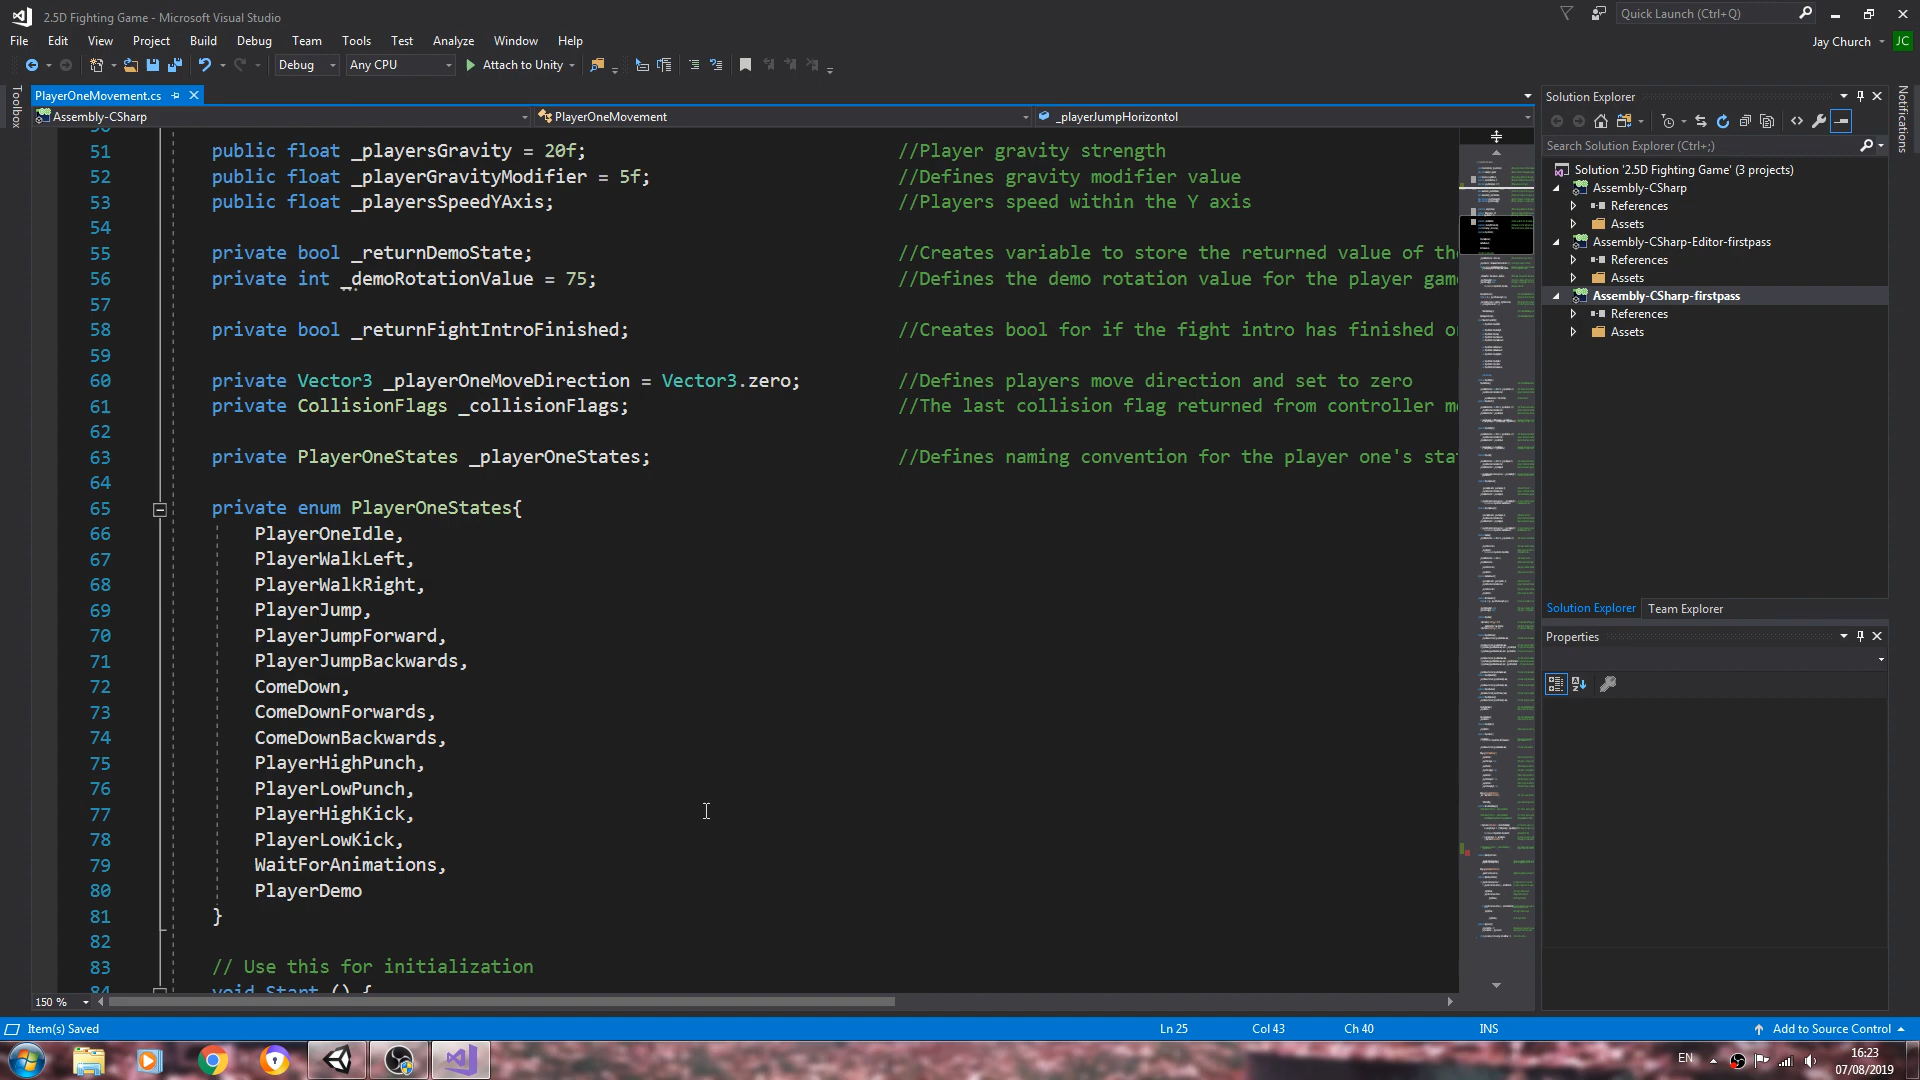 2.5D Fighting Game - Microsoft Visual Studio
Quick Launch (Ctrl+Q)
File Edit View Project Build Debug Team Tools Test Analyze Window Help
Jay Church JC
Debug Any CPU Attach to Unity
Toolbox
PlayerOneMovement.cs
Assembly-CSharp PlayerOneMovement _playerJumpHorizontol
51 public float _playersGravity = 20f; //Player gravity strength
52 public float _playerGravityModifier = 5f; //Defines gravity modifier value
53 public float _playersSpeedYAxis; //Players speed within the Y axis
54
55 private bool _returnDemoState; //Creates variable to store the returned value of th
56 private int _demoRotationValue = 75; //Defines the demo rotation value for the player gam
57
58 private bool _returnFightIntroFinished; //Creates bool for if the fight intro has finished o
59
60 private Vector3 _playerOneMoveDirection = Vector3.zero; //Defines players move direction and set to zero
61 private CollisionFlags _collisionFlags; //The last collision flag returned from controller m
62
63 private PlayerOneStates _playerOneStates; //Defines naming convention for the player one's sta
64
65 private enum PlayerOneStates{
66 PlayerOneIdle,
67 PlayerWalkLeft,
68 PlayerWalkRight,
69 PlayerJump,
70 PlayerJumpForward,
71 PlayerJumpBackwards,
72 ComeDown,
73 ComeDownForwards,
74 ComeDownBackwards,
75 PlayerHighPunch,
76 PlayerLowPunch,
77 PlayerHighKick,
78 PlayerLowKick,
79 WaitForAnimations,
80 PlayerDemo
81 }
82
83 // Use this for initialization
84 void Start () {
150 %
Solution Explorer
Search Solution Explorer (Ctrl+;)
Solution '2.5D Fighting Game' (3 projects)
Assembly-CSharp
References
Assets
Assembly-CSharp-Editor-firstpass
References
Assets
Assembly-CSharp-firstpass
References
Assets
Solution Explorer Team Explorer
Properties
Notifications
Item(s) Saved Ln 25 Col 43 Ch 40 INS Add to Source Control
EN
16:23
07/08/2019